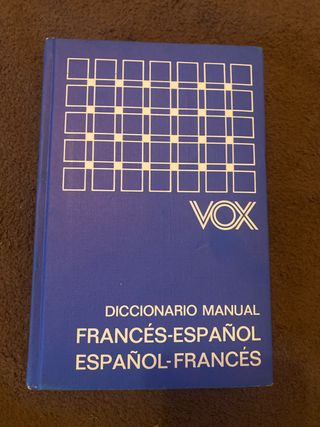 VOX
DICCIONARIO MANUAL
FRANCÉS-ESPAÑOL
ESPAÑOL-FRANCÉS